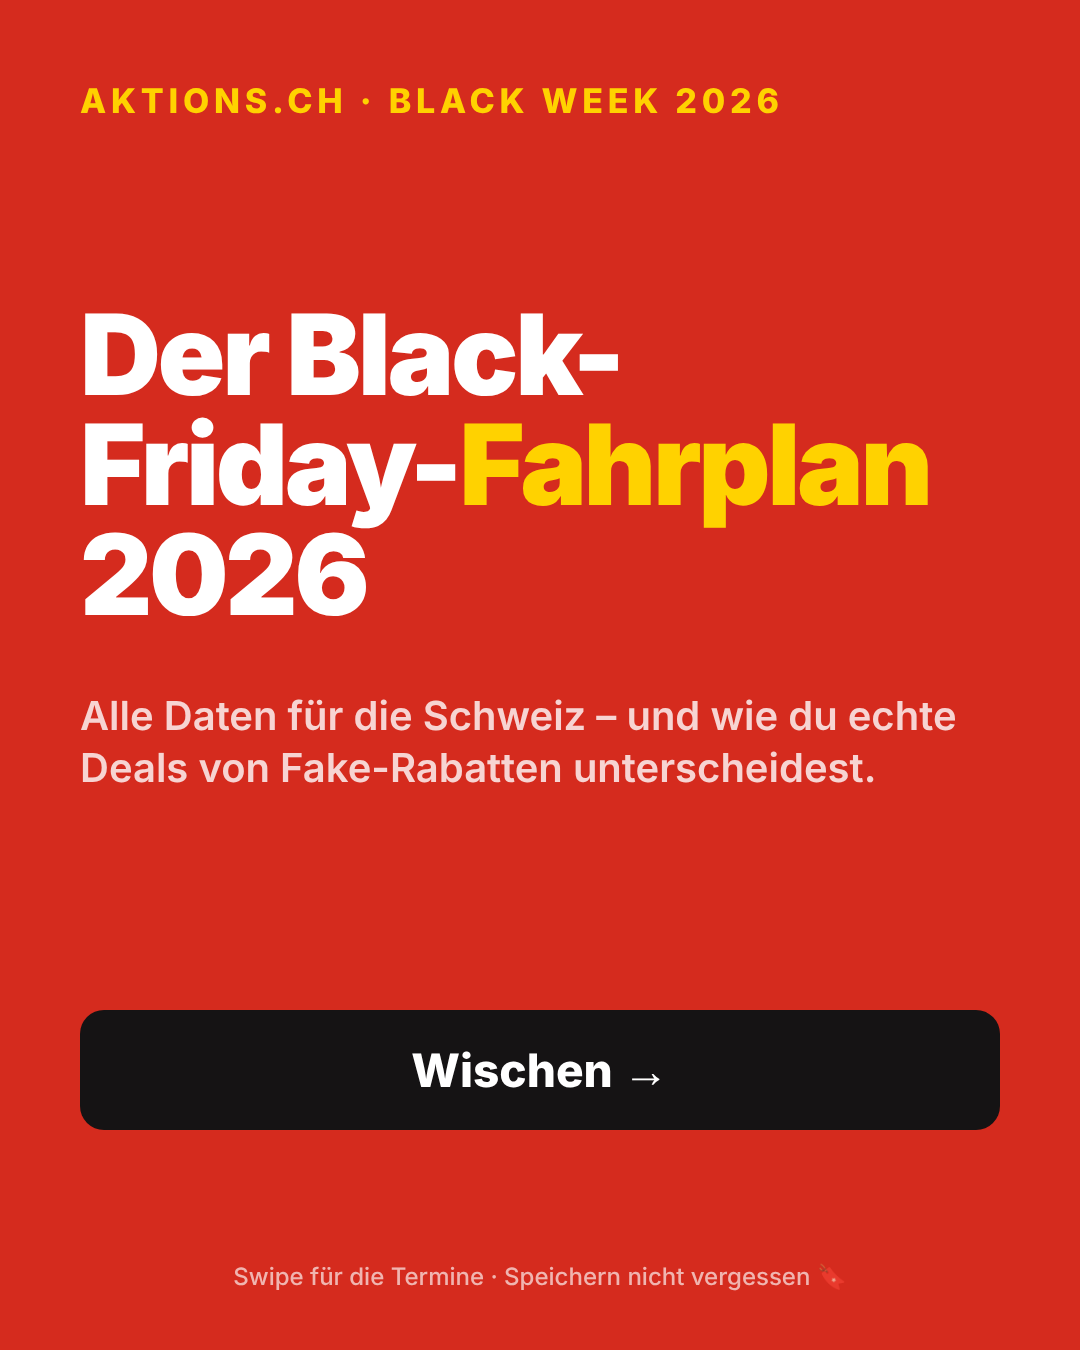 AKTIONS.CH · BLACK WEEK 2026
Der Black-
Friday-Fahrplan
2026
Alle Daten für die Schweiz – und wie du echte
Deals von Fake-Rabatten unterscheidest.
Wischen →
Swipe für die Termine · Speichern nicht vergessen 🔖